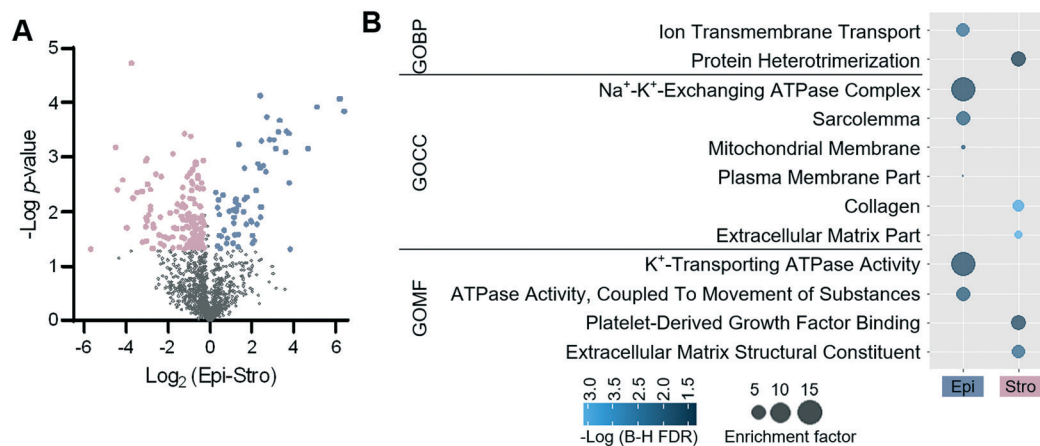 A
-Log p-value
5
4
3
2
1
0
-6 -4 -2 0 2 4 6
Log₂ (Epi-Stro)
B
GOBP
Ion Transmembrane Transport
Protein Heterotrimerization
GOCC
Na⁺-K⁺-Exchanging ATPase Complex
Sarcolemma
Mitochondrial Membrane
Plasma Membrane Part
Collagen
Extracellular Matrix Part
GOMF
K⁺-Transporting ATPase Activity
ATPase Activity, Coupled To Movement of Substances
Platelet-Derived Growth Factor Binding
Extracellular Matrix Structural Constituent
Epi Stro
3.0 2.5 2.0 1.5
-Log (B-H FDR)
5 10 15
Enrichment factor